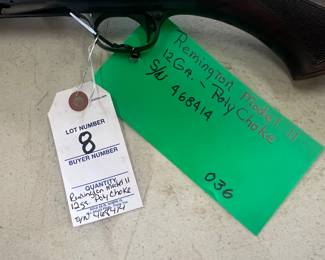 LOT NUMBER
8
BUYER NUMBER
QUANTITY
Remington Model 11
12ga. Poly Choke
S/N 468414
Remington Model 11
12 GA. - Poly Choke
S/N 468414
036